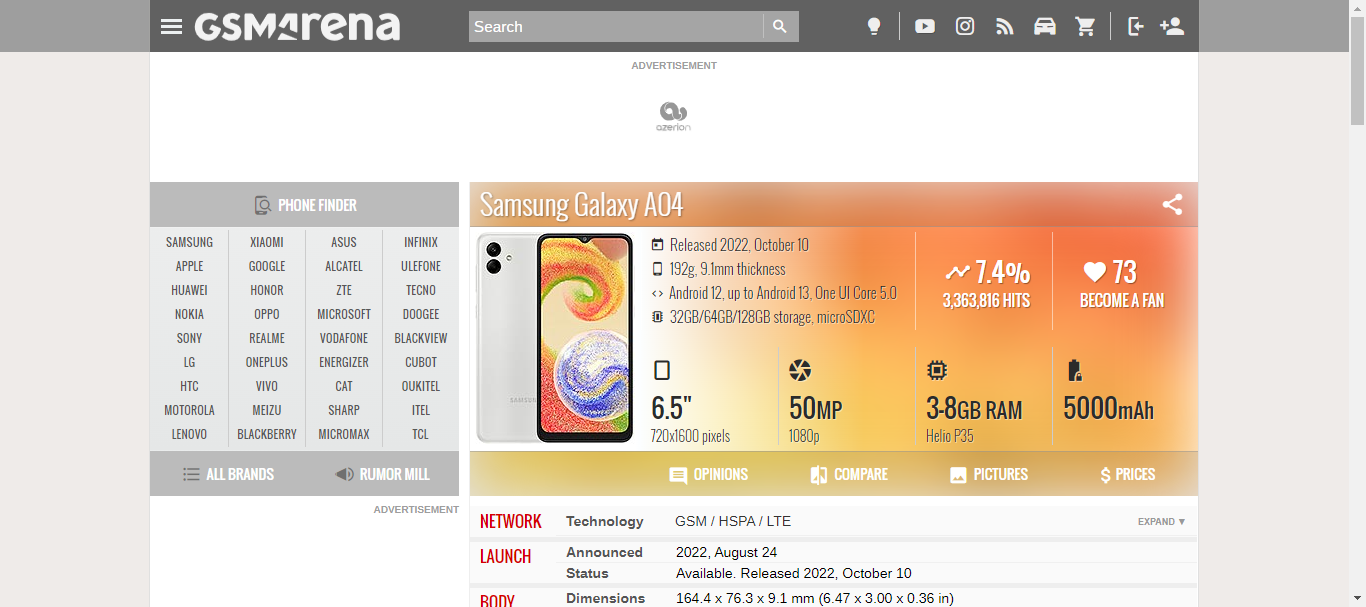 GSMArena
Search
ADVERTISEMENT
azerion
PHONE FINDER
SAMSUNG XIAOMI ASUS INFINIX
APPLE GOOGLE ALCATEL ULEFONE
HUAWEI HONOR ZTE TECNO
NOKIA OPPO MICROSOFT DOOGEE
SONY REALME VODAFONE BLACKVIEW
LG ONEPLUS ENERGIZER CUBOT
HTC VIVO CAT OUKITEL
MOTOROLA MEIZU SHARP ITEL
LENOVO BLACKBERRY MICROMAX TCL
ALL BRANDS RUMOR MILL
ADVERTISEMENT
Samsung Galaxy A04
SAMSUNG
Released 2022, October 10
192g, 9.1mm thickness
Android 12, up to Android 13, One UI Core 5.0
32GB/64GB/128GB storage, microSDXC
7.4%
3,363,816 HITS
73
BECOME A FAN
6.5"
720x1600 pixels
50MP
1080p
3-8GB RAM
Helio P35
5000mAh
OPINIONS COMPARE PICTURES $ PRICES
NETWORK Technology GSM / HSPA / LTE EXPAND ▼
LAUNCH Announced 2022, August 24
Status Available. Released 2022, October 10
BODY Dimensions 164.4 x 76.3 x 9.1 mm (6.47 x 3.00 x 0.36 in)